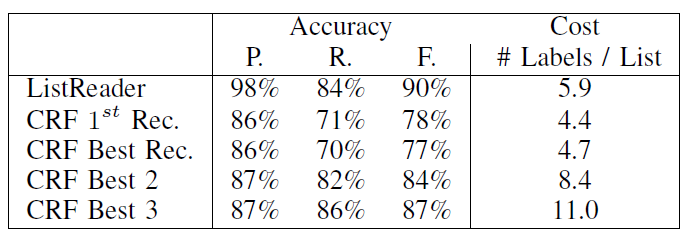 Accuracy Cost
P. R. F. # Labels / List
ListReader 98% 84% 90% 5.9
CRF 1st Rec. 86% 71% 78% 4.4
CRF Best Rec. 86% 70% 77% 4.7
CRF Best 2 87% 82% 84% 8.4
CRF Best 3 87% 86% 87% 11.0